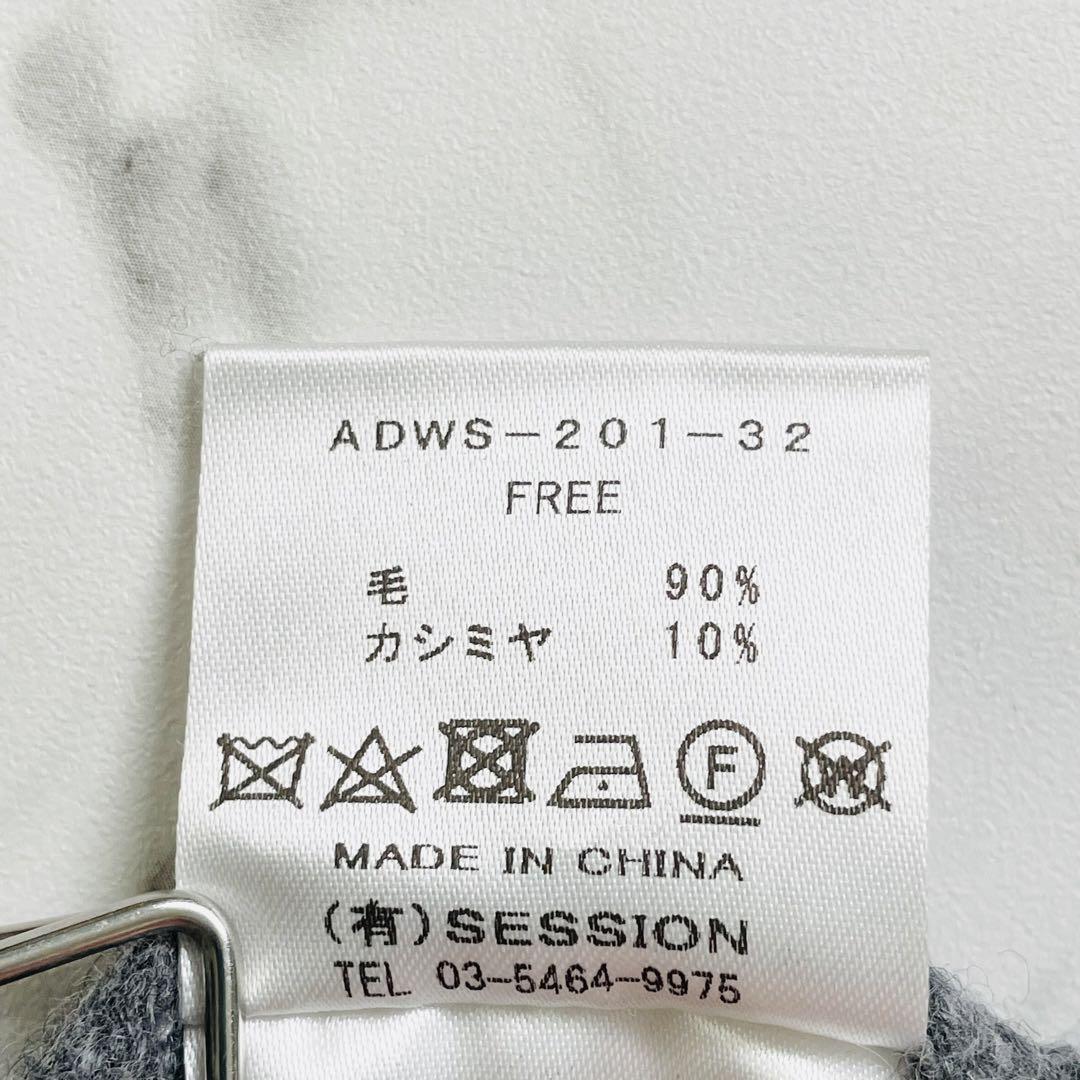 ADWS-201-32
FREE
毛 90%
カシミヤ 10%
F W
MADE IN CHINA
(有)SESSION
TEL 03-5464-9975